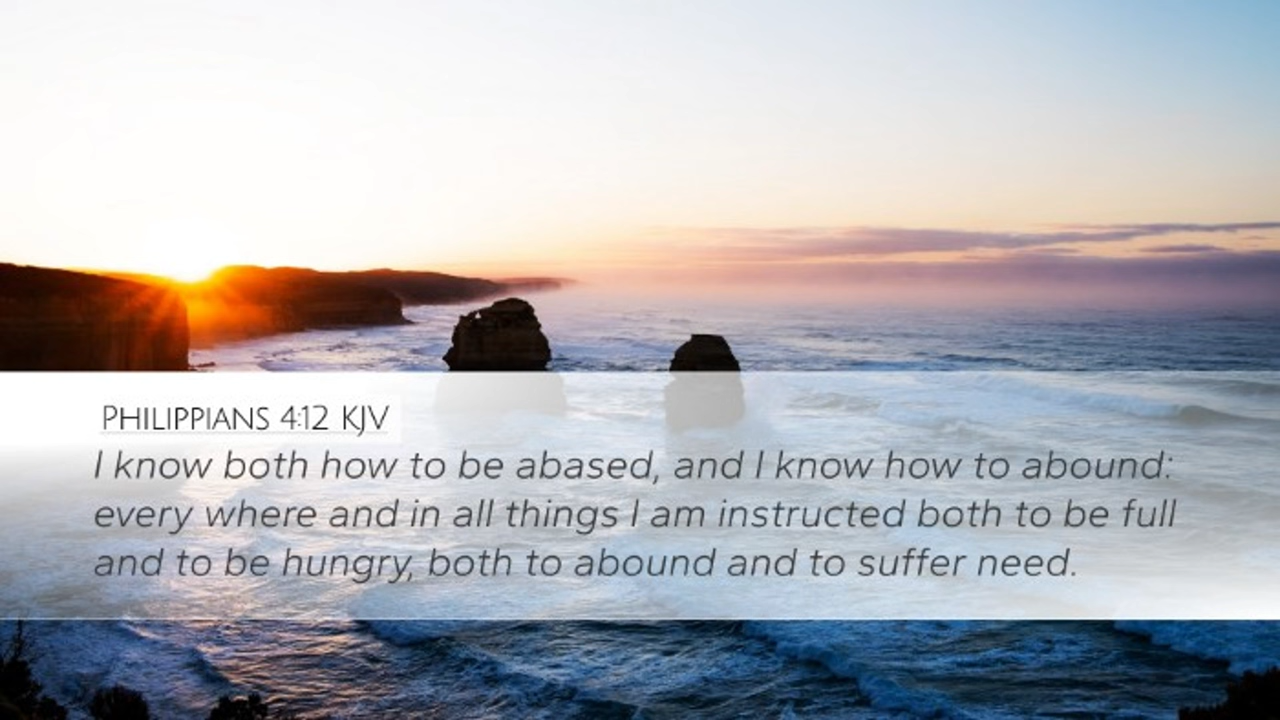 Philippians 4:12 KJV
I know both how to be abased, and I know how to abound:
every where and in all things I am instructed both to be full
and to be hungry, both to abound and to suffer need.